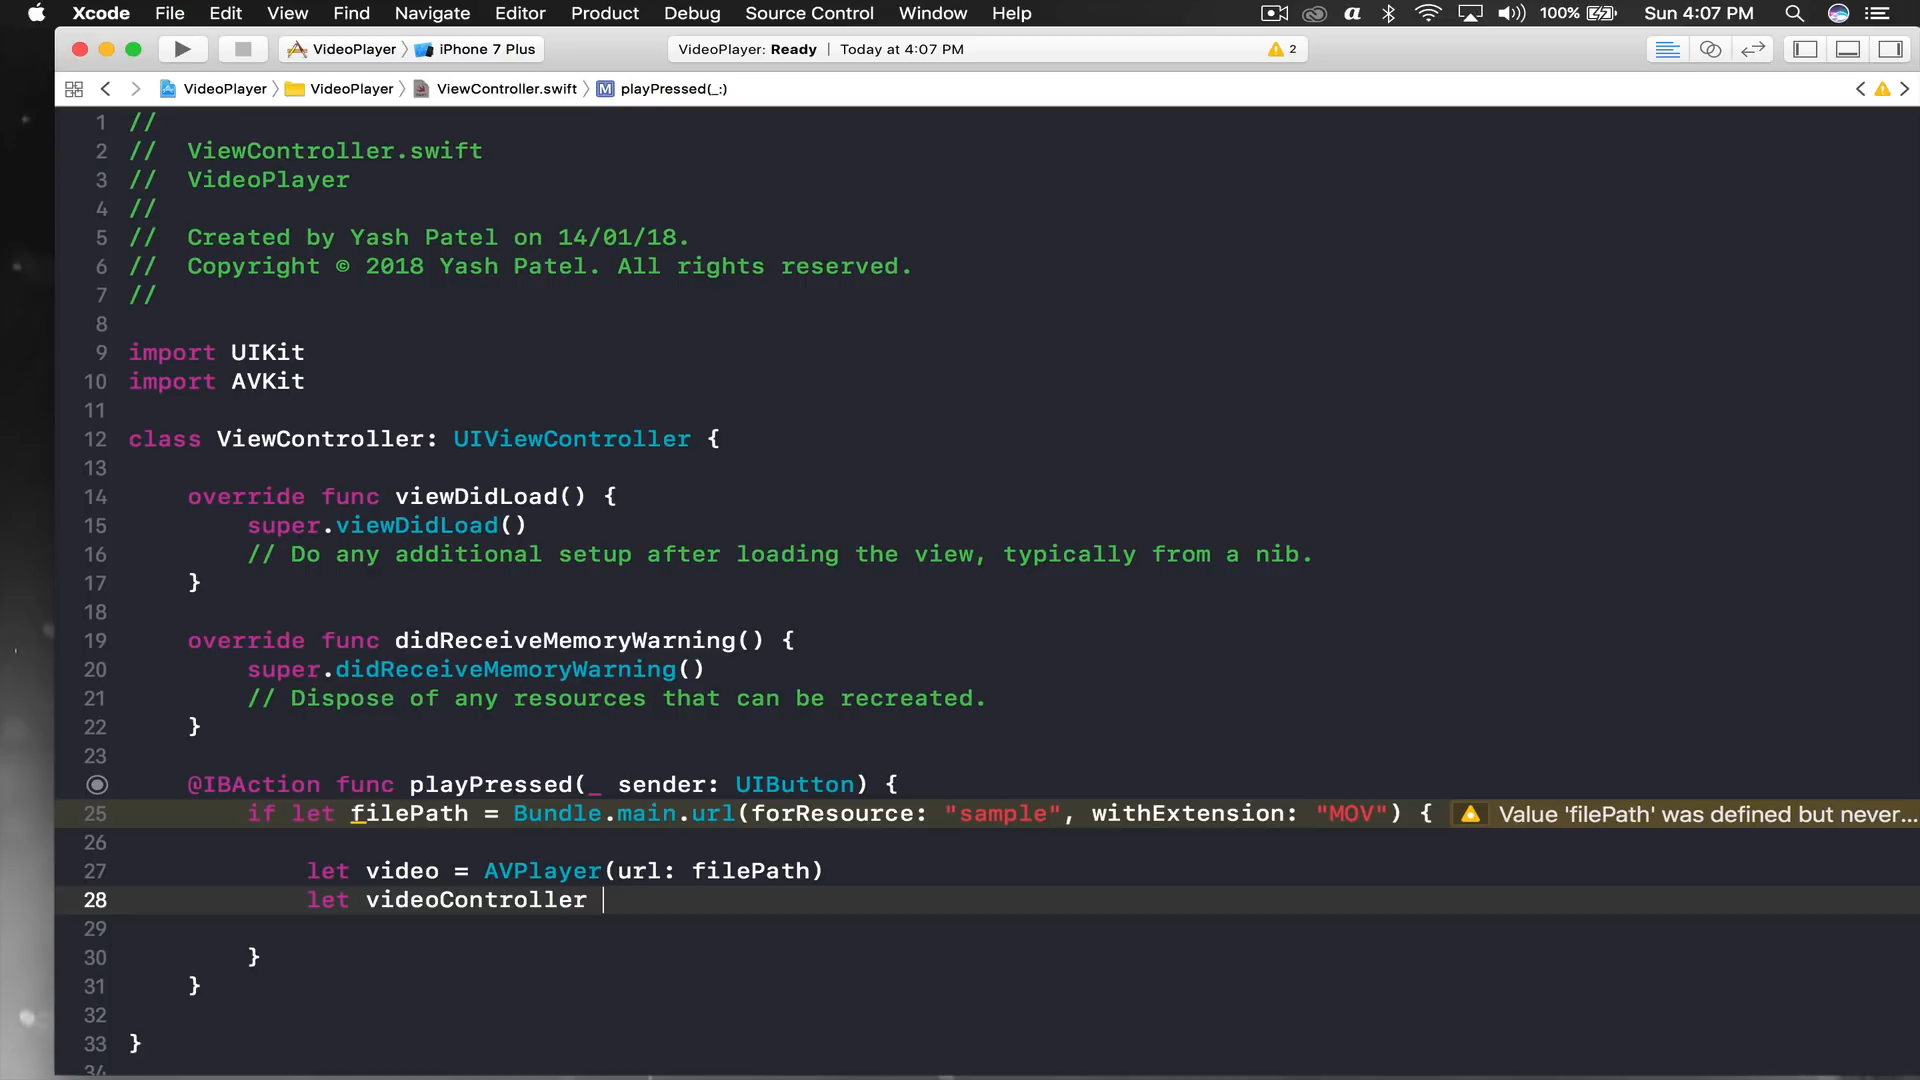 Xcode File Edit View Find Navigate Editor Product Debug Source Control Window Help 100% Sun 4:07 PM
VideoPlayer iPhone 7 Plus VideoPlayer: Ready | Today at 4:07 PM 2
VideoPlayer VideoPlayer ViewController.swift M playPressed(_:)
1 //
2 //  ViewController.swift
3 //  VideoPlayer
4 //
5 //  Created by Yash Patel on 14/01/18.
6 //  Copyright © 2018 Yash Patel. All rights reserved.
7 //
8
9 import UIKit
10 import AVKit
11
12 class ViewController: UIViewController {
13
14     override func viewDidLoad() {
15         super.viewDidLoad()
16         // Do any additional setup after loading the view, typically from a nib.
17     }
18
19     override func didReceiveMemoryWarning() {
20         super.didReceiveMemoryWarning()
21         // Dispose of any resources that can be recreated.
22     }
23
@IBAction func playPressed(_ sender: UIButton) {
25         if let filePath = Bundle.main.url(forResource: "sample", withExtension: "MOV") { Value 'filePath' was defined but never...
26
27             let video = AVPlayer(url: filePath)
28             let videoController
29
30         }
31     }
32
33 }
34